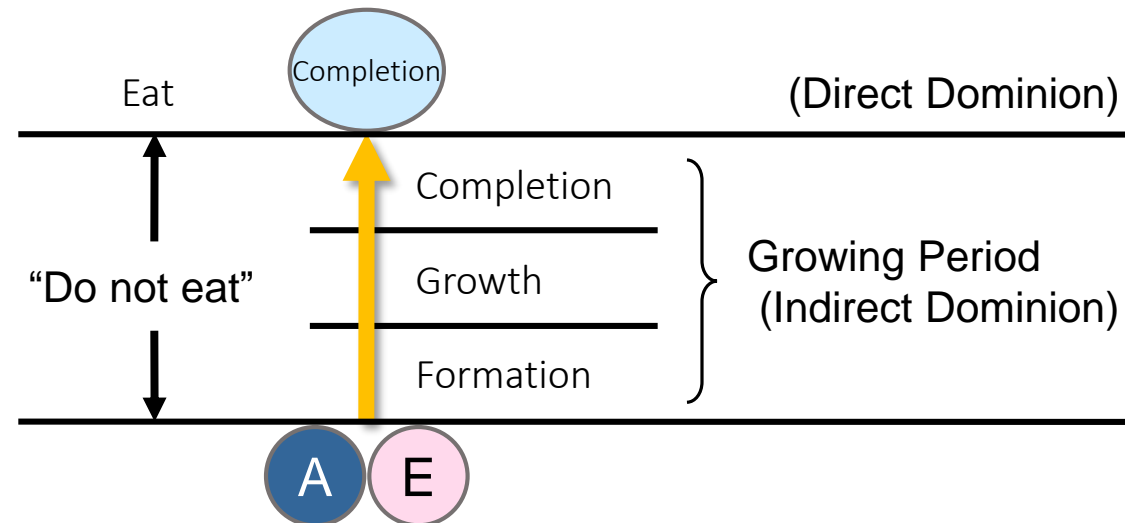 Completion
Eat
(Direct Dominion)
Completion
“Do not eat”
Growth
Growing Period
(Indirect Dominion)
Formation
A
E